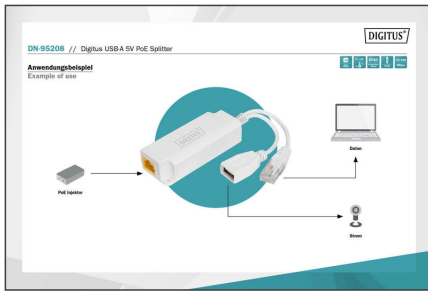 DIGITUS
DN-95208 // Digitus USB-A 5V PoE Splitter
Anwendungsbeispiel
Example of use
DIGITUS
Daten
PoE Injektor
Strom